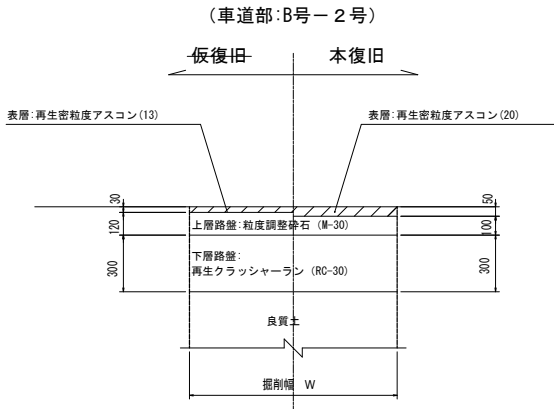 (車道部:B号－2号)
仮復旧
本復旧
表層:再生密粒度アスコン(13)
表層:再生密粒度アスコン(20)
30
50
上層路盤:粒度調整砕石 (M-30)
120
100
下層路盤:
再生クラッシャーラン (RC-30)
300
300
良質土
掘削幅 W